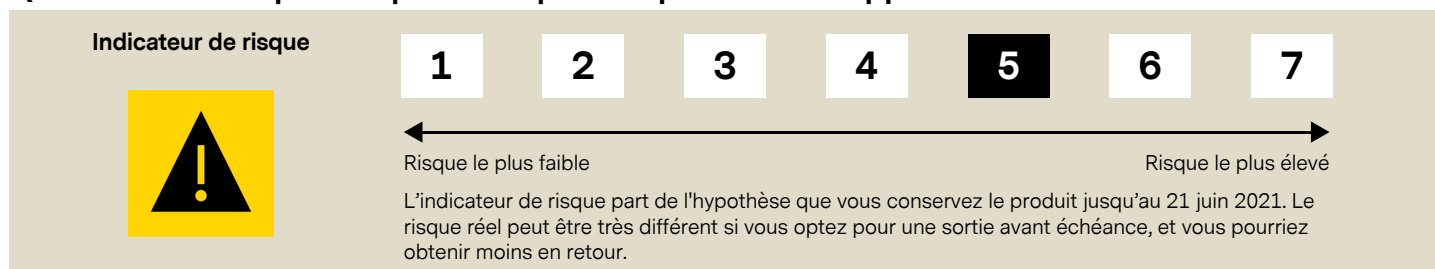 Indicateur de risque
1 2 3 4 5 6 7
Risque le plus faible
Risque le plus élevé
L’indicateur de risque part de l'hypothèse que vous conservez le produit jusqu’au 21 juin 2021. Le
risque réel peut être très différent si vous optez pour une sortie avant échéance, et vous pourriez
obtenir moins en retour.